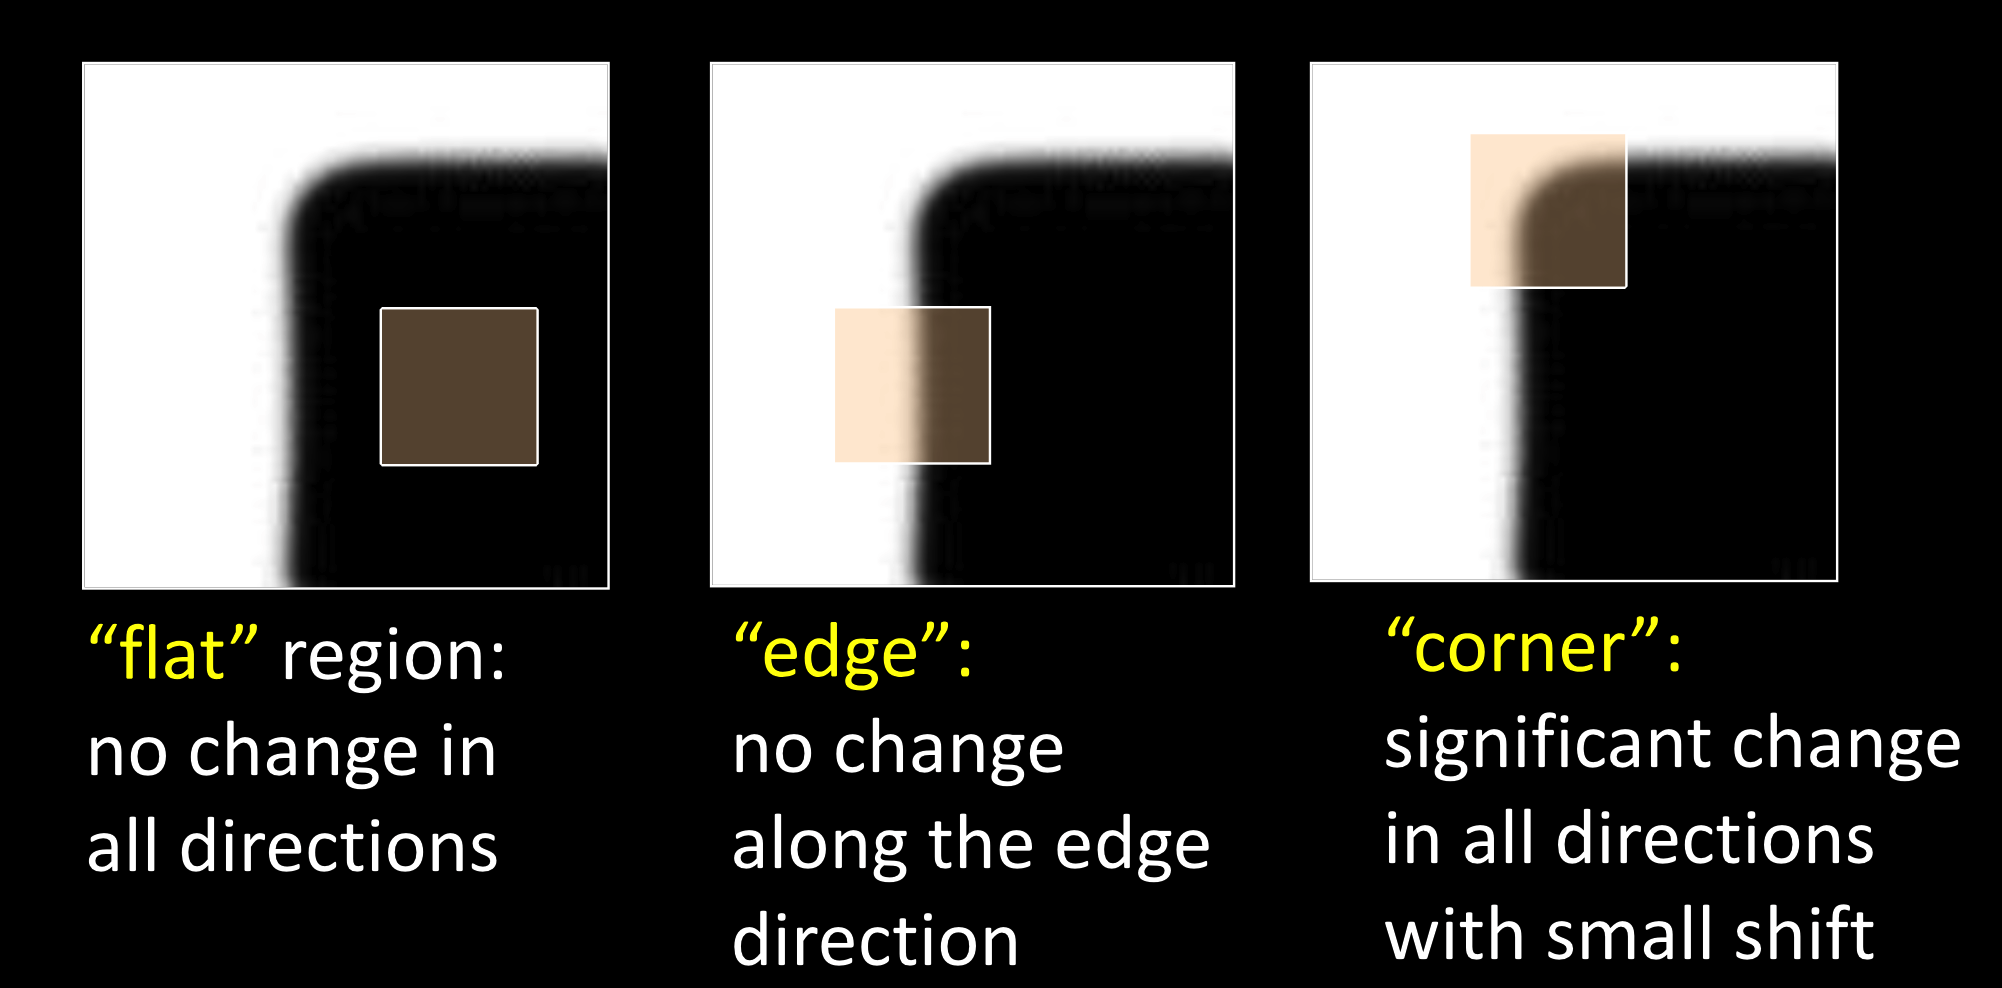 “flat” region:
no change in
all directions
“edge”:
no change
along the edge
direction
“corner”:
significant change
in all directions
with small shift